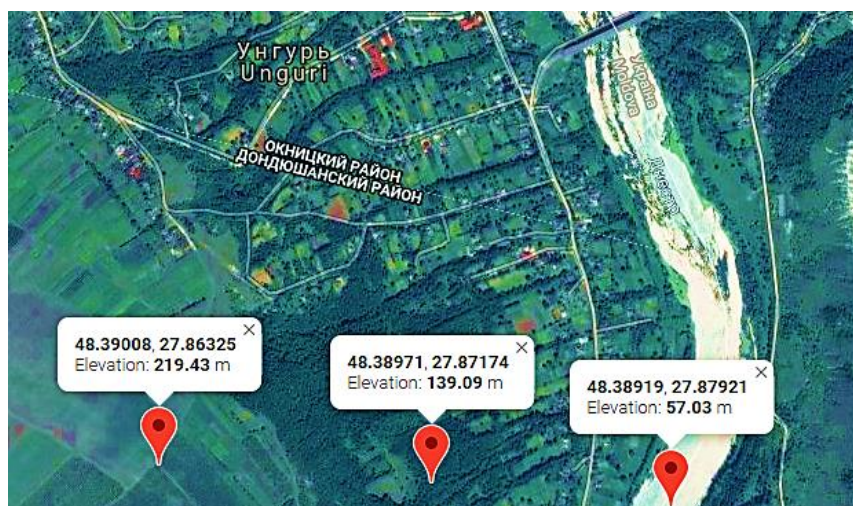 Унгурь
Unguri
Україна
Moldova
ОКНИЦКИЙ РАЙОН
ДОНДЮШАНСКИЙ РАЙОН
48.39008, 27.86325
Elevation: 219.43 m
48.38971, 27.87174
Elevation: 139.09 m
48.38919, 27.87921
Elevation: 57.03 m